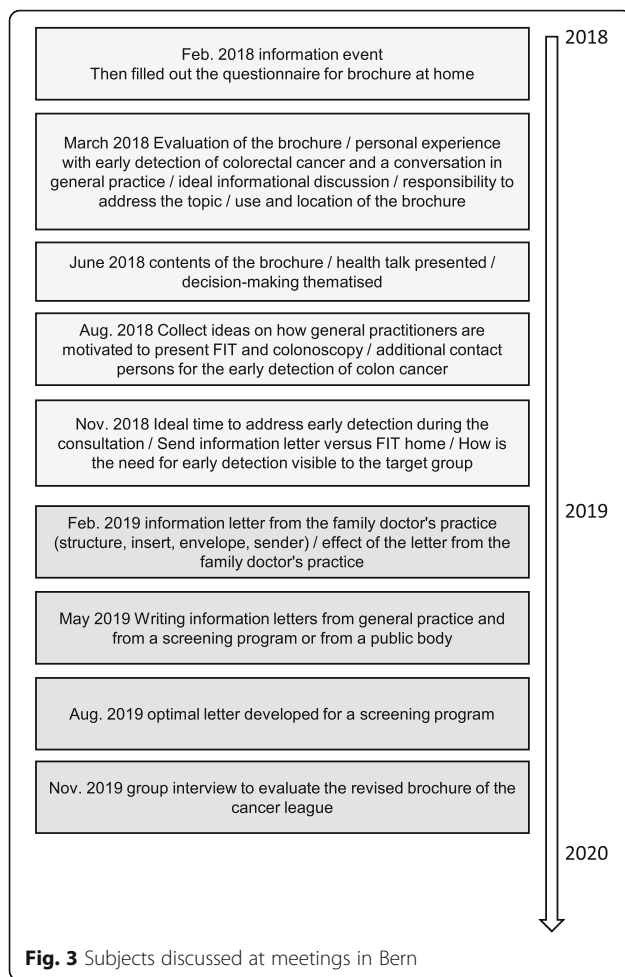 2018
Feb. 2018 information event
Then filled out the questionnaire for brochure at home
March 2018 Evaluation of the brochure / personal experience
with early detection of colorectal cancer and a conversation in
general practice / ideal informational discussion / responsibility to
address the topic / use and location of the brochure
June 2018 contents of the brochure / health talk presented /
decision-making thematised
Aug. 2018 Collect ideas on how general practitioners are
motivated to present FIT and colonoscopy / additional contact
persons for the early detection of colon cancer
Nov. 2018 Ideal time to address early detection during the
consultation / Send information letter versus FIT home / How is
the need for early detection visible to the target group
2019
Feb. 2019 information letter from the family doctor's practice
(structure, insert, envelope, sender) / effect of the letter from the
family doctor's practice
May 2019 Writing information letters from general practice and
from a screening program or from a public body
Aug. 2019 optimal letter developed for a screening program
Nov. 2019 group interview to evaluate the revised brochure of the
cancer league
2020
Fig. 3 Subjects discussed at meetings in Bern